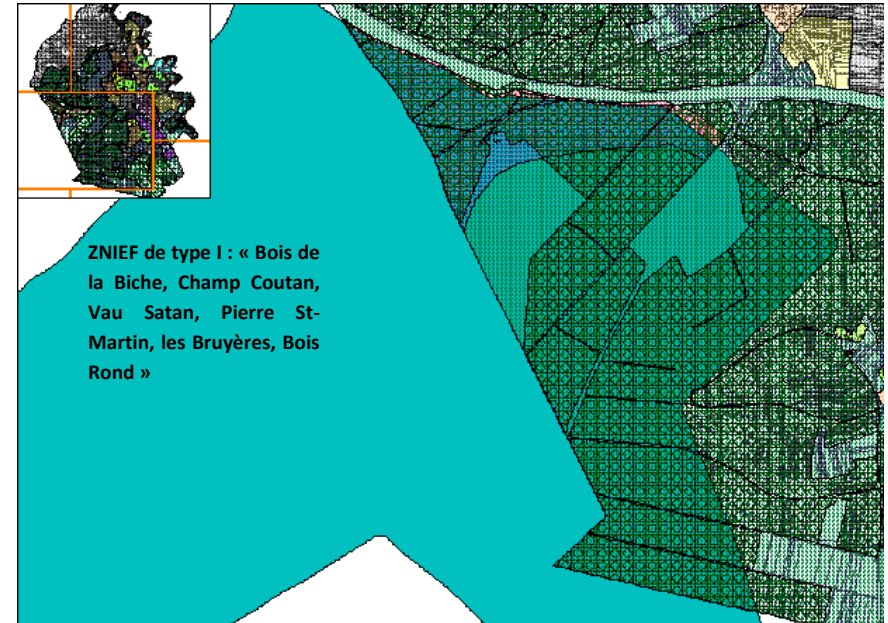 ZNIEF de type I : « Bois de
la Biche, Champ Coutan,
Vau Satan, Pierre St-
Martin, les Bruyères, Bois
Rond »